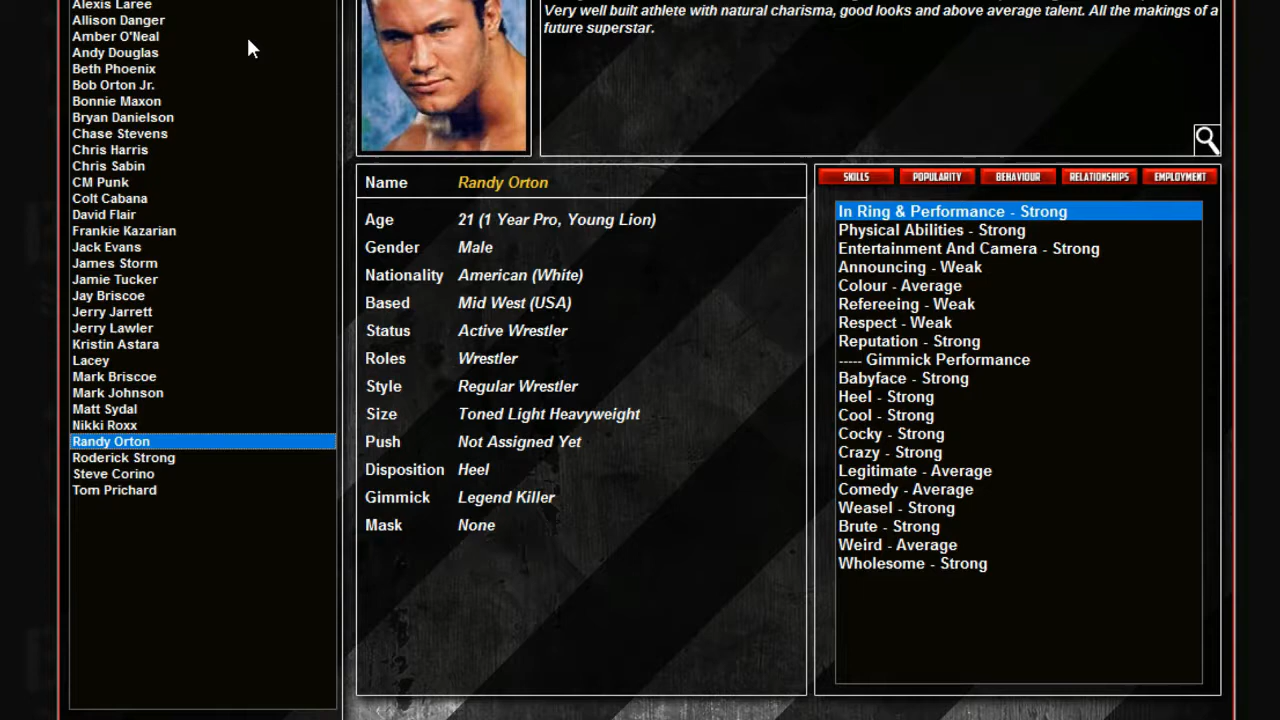 Alexis Laree
Allison Danger
Amber O'Neal
Andy Douglas
Beth Phoenix
Bob Orton Jr.
Bonnie Maxon
Bryan Danielson
Chase Stevens
Chris Harris
Chris Sabin
CM Punk
Colt Cabana
David Flair
Frankie Kazarian
Jack Evans
James Storm
Jamie Tucker
Jay Briscoe
Jerry Jarrett
Jerry Lawler
Kristin Astara
Lacey
Mark Briscoe
Mark Johnson
Matt Sydal
Nikki Roxx
Randy Orton
Roderick Strong
Steve Corino
Tom Prichard
Very well built athlete with natural charisma, good looks and above average talent. All the makings of a
future superstar.
Name Randy Orton
Age 21 (1 Year Pro, Young Lion)
Gender Male
Nationality American (White)
Based Mid West (USA)
Status Active Wrestler
Roles Wrestler
Style Regular Wrestler
Size Toned Light Heavyweight
Push Not Assigned Yet
Disposition Heel
Gimmick Legend Killer
Mask None
SKILLS POPULARITY BEHAVIOUR RELATIONSHIPS EMPLOYMENT
In Ring & Performance - Strong
Physical Abilities - Strong
Entertainment And Camera - Strong
Announcing - Weak
Colour - Average
Refereeing - Weak
Respect - Weak
Reputation - Strong
----- Gimmick Performance
Babyface - Strong
Heel - Strong
Cool - Strong
Cocky - Strong
Crazy - Strong
Legitimate - Average
Comedy - Average
Weasel - Strong
Brute - Strong
Weird - Average
Wholesome - Strong